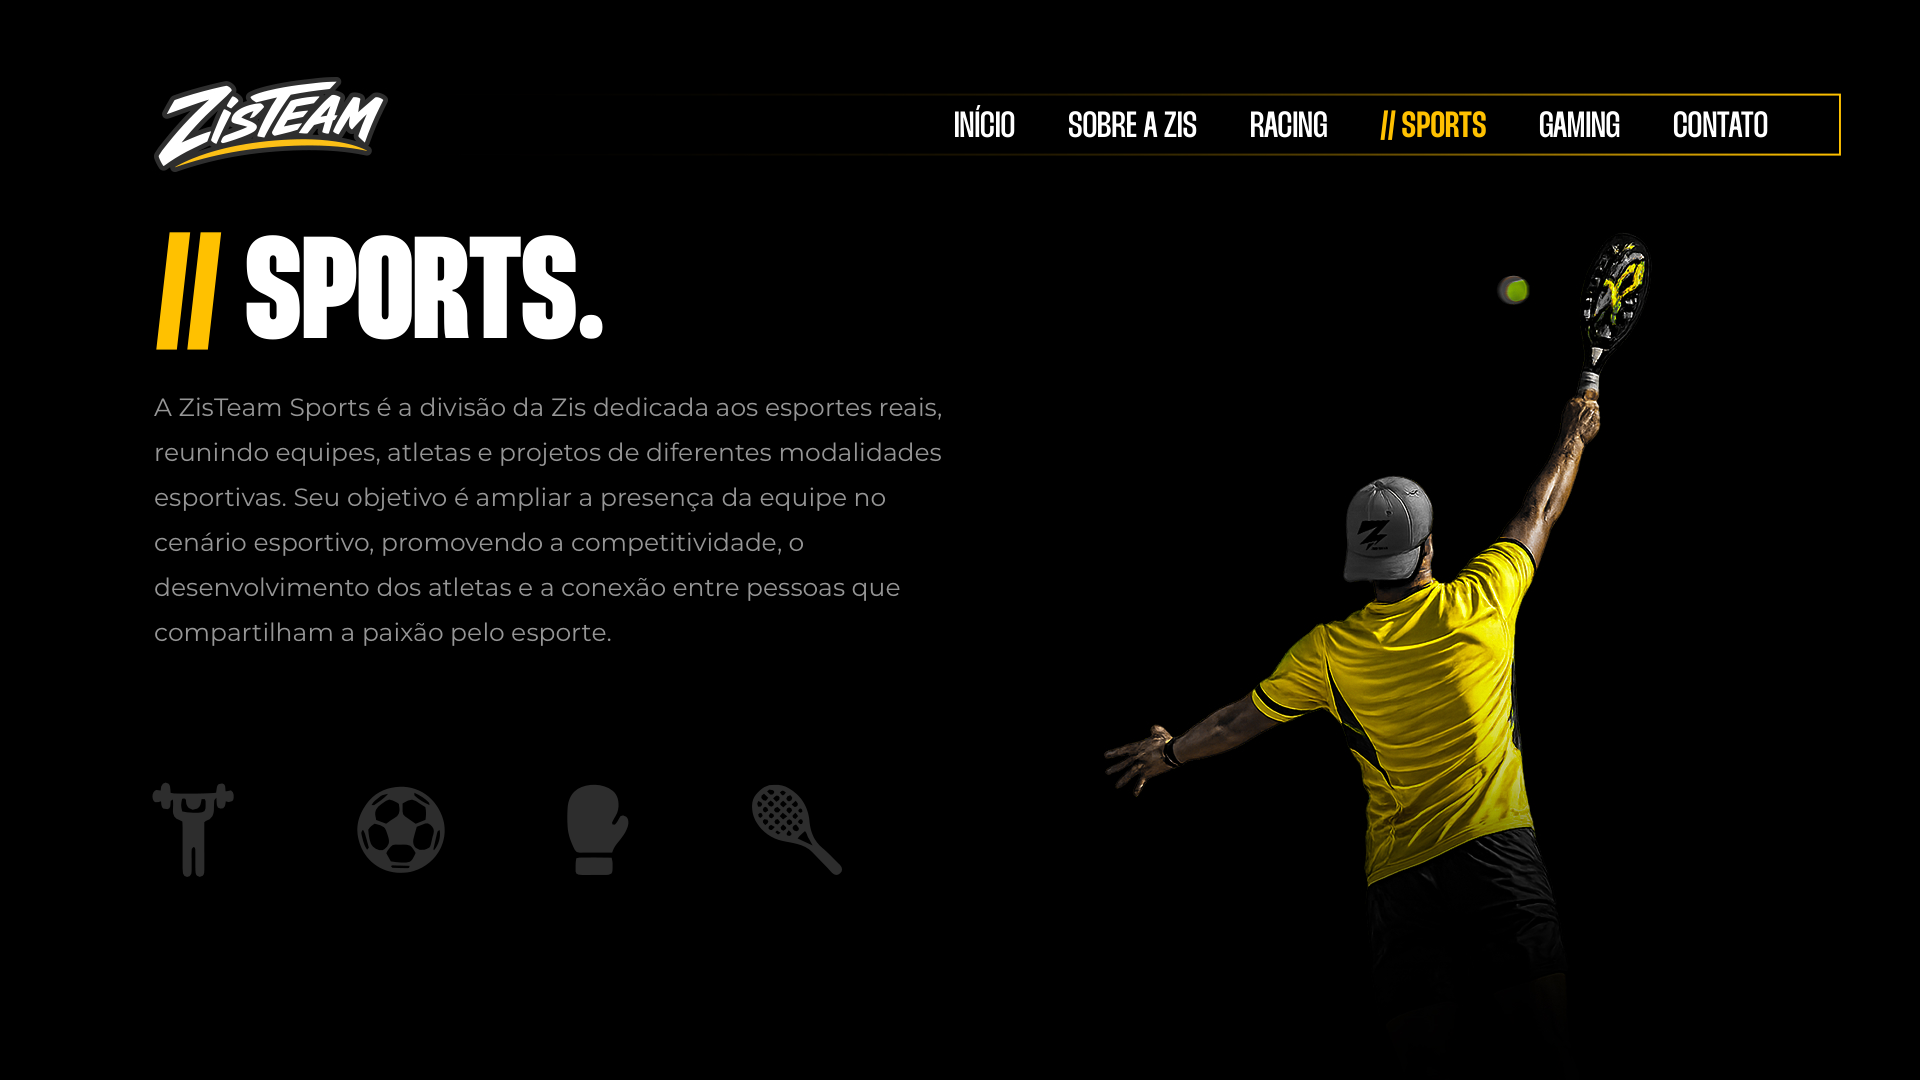 ZISTEAM
INÍCIO SOBRE A ZIS RACING // SPORTS GAMING CONTATO
// SPORTS.
A ZisTeam Sports é a divisão da Zis dedicada aos esportes reais,
reunindo equipes, atletas e projetos de diferentes modalidades
esportivas. Seu objetivo é ampliar a presença da equipe no
cenário esportivo, promovendo a competitividade, o
desenvolvimento dos atletas e a conexão entre pessoas que
compartilham a paixão pelo esporte.